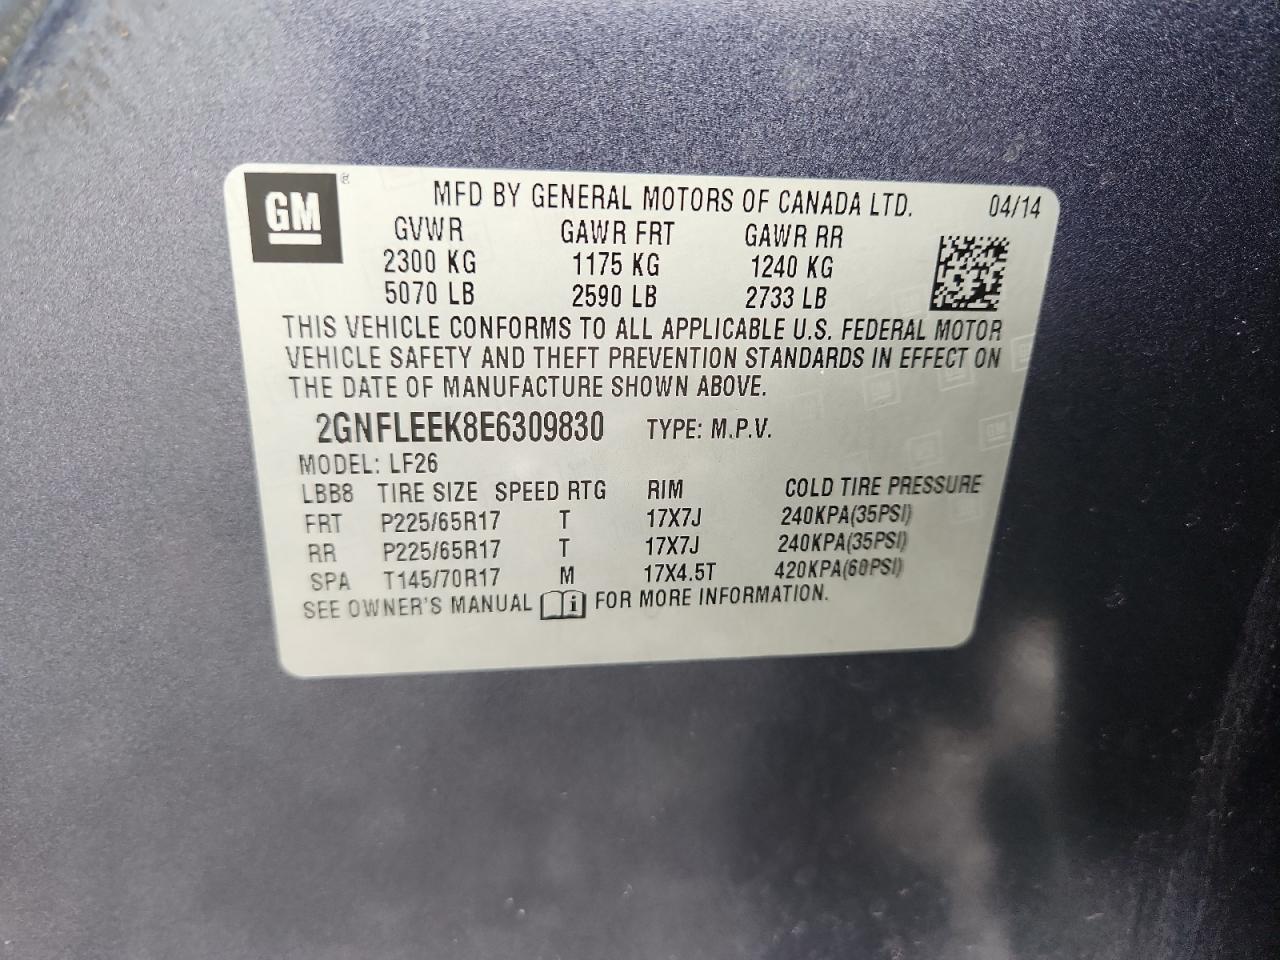 GM ®
MFD BY GENERAL MOTORS OF CANADA LTD. 04/14
GVWR GAWR FRT GAWR RR
2300 KG 1175 KG 1240 KG
5070 LB 2590 LB 2733 LB
THIS VEHICLE CONFORMS TO ALL APPLICABLE U.S. FEDERAL MOTOR
VEHICLE SAFETY AND THEFT PREVENTION STANDARDS IN EFFECT ON
THE DATE OF MANUFACTURE SHOWN ABOVE.
2GNFLEEK8E6309830 TYPE: M.P.V.
MODEL: LF26
LBB8 TIRE SIZE SPEED RTG RIM COLD TIRE PRESSURE
FRT P225/65R17 T 17X7J 240KPA(35PSI)
RR P225/65R17 T 17X7J 240KPA(35PSI)
SPA T145/70R17 M 17X4.5T 420KPA(60PSI)
SEE OWNER'S MANUAL i FOR MORE INFORMATION.